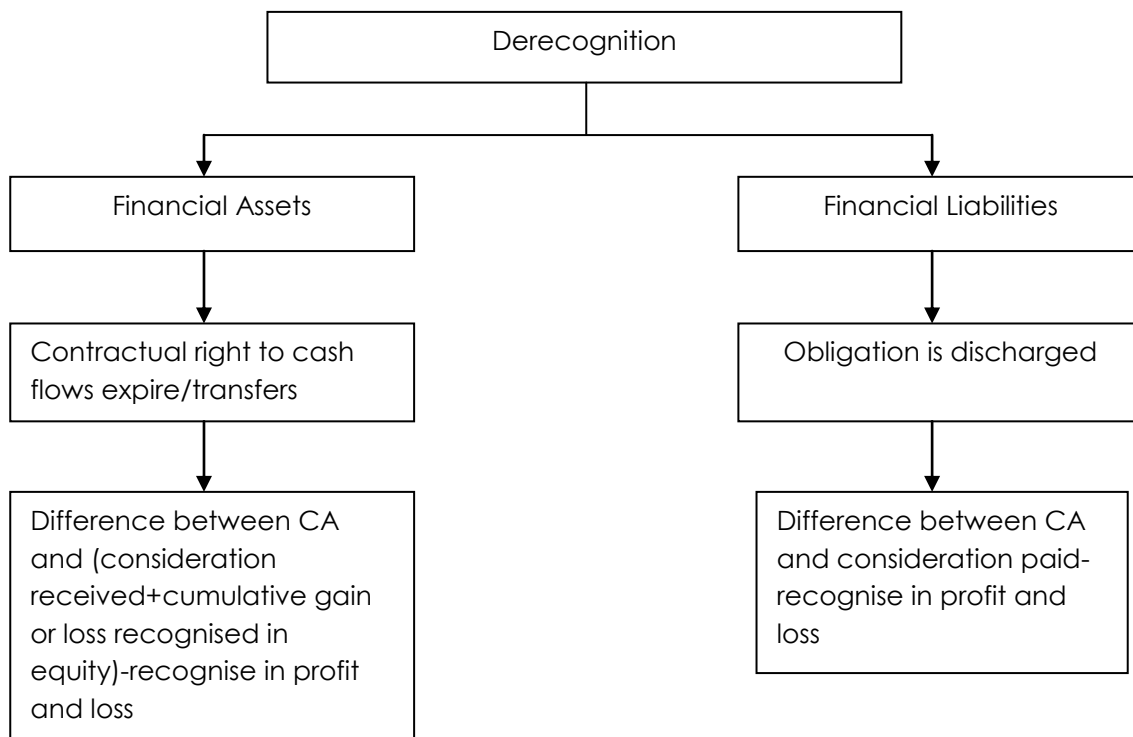 Derecognition
Financial Assets
Financial Liabilities
Contractual right to cash
flows expire/transfers
Obligation is discharged
Difference between CA
and (consideration
received+cumulative gain
or loss recognised in
equity)-recognise in profit
and loss
Difference between CA
and consideration paid-
recognise in profit and
loss